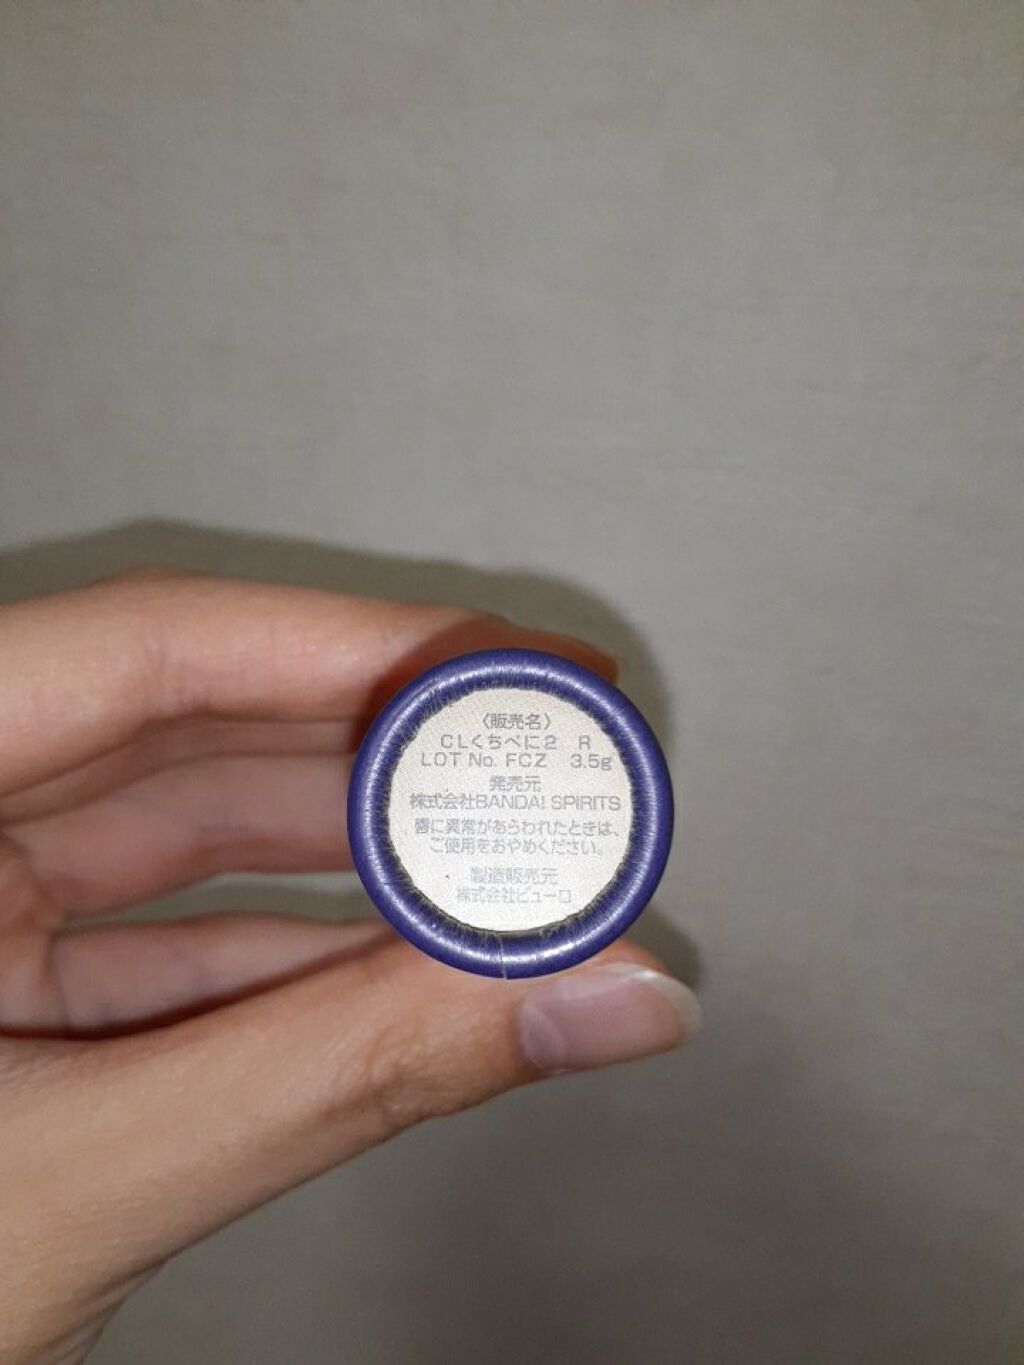 〈販売名〉
CLくちべに2 R
LOT No. FCZ 3.5g
発売元
株式会社BANDAI SPIRITS
唇に異常があらわれたときは、
ご使用をおやめください。
製造販売元
株式会社ピューロ